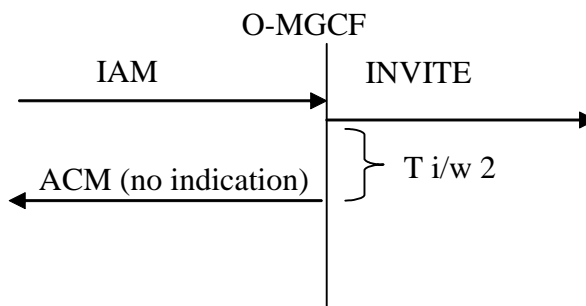 O-MGCF
IAM
INVITE
T i/w 2
ACM (no indication)